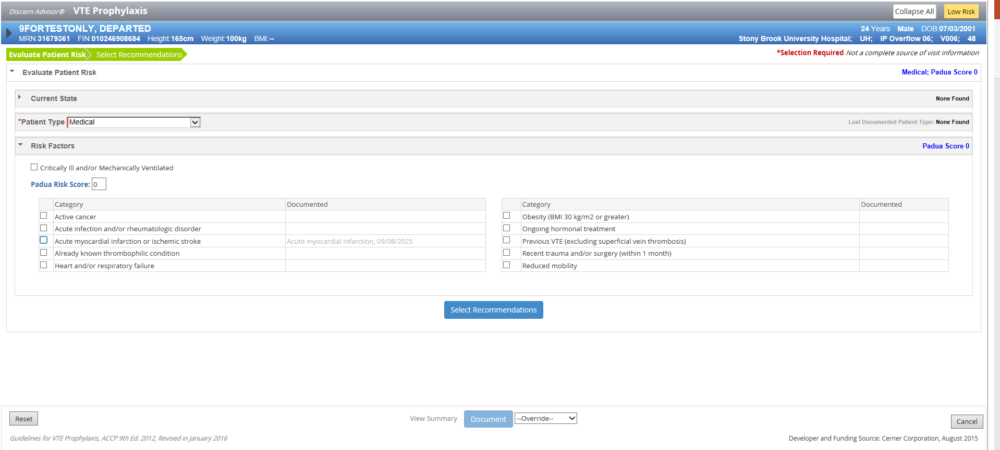 Discern Advisor® VTE Prophylaxis Collapse All Low Risk
9FORTESTONLY, DEPARTED 24 Years Male DOB:07/03/2001
MRN:31679361 FIN:010246908684 Height:165cm Weight:100kg BMI:-- Stony Brook University Hospital; UH; IP Overflow 06; V006; 48
Evaluate Patient Risk Select Recommendations *Selection Required Not a complete source of visit information
Evaluate Patient Risk Medical; Padua Score 0
Current State None Found
*Patient Type Medical Last Documented Patient Type: None Found
Risk Factors Padua Score 0
Critically Ill and/or Mechanically Ventilated
Padua Risk Score: 0
Category Documented Category Documented
Active cancer Obesity (BMI 30 kg/m2 or greater)
Acute infection and/or rheumatologic disorder Ongoing hormonal treatment
Acute myocardial infarction or ischemic stroke Acute myocardial infarction, 09/08/2025 Previous VTE (excluding superficial vein thrombosis)
Already known thrombophilic condition Recent trauma and/or surgery (within 1 month)
Heart and/or respiratory failure Reduced mobility
Select Recommendations
Reset View Summary Document --Override-- Cancel
Guidelines for VTE Prophylaxis, ACCP 9th Ed. 2012, Revised in January 2016 Developer and Funding Source: Cerner Corporation, August 2015